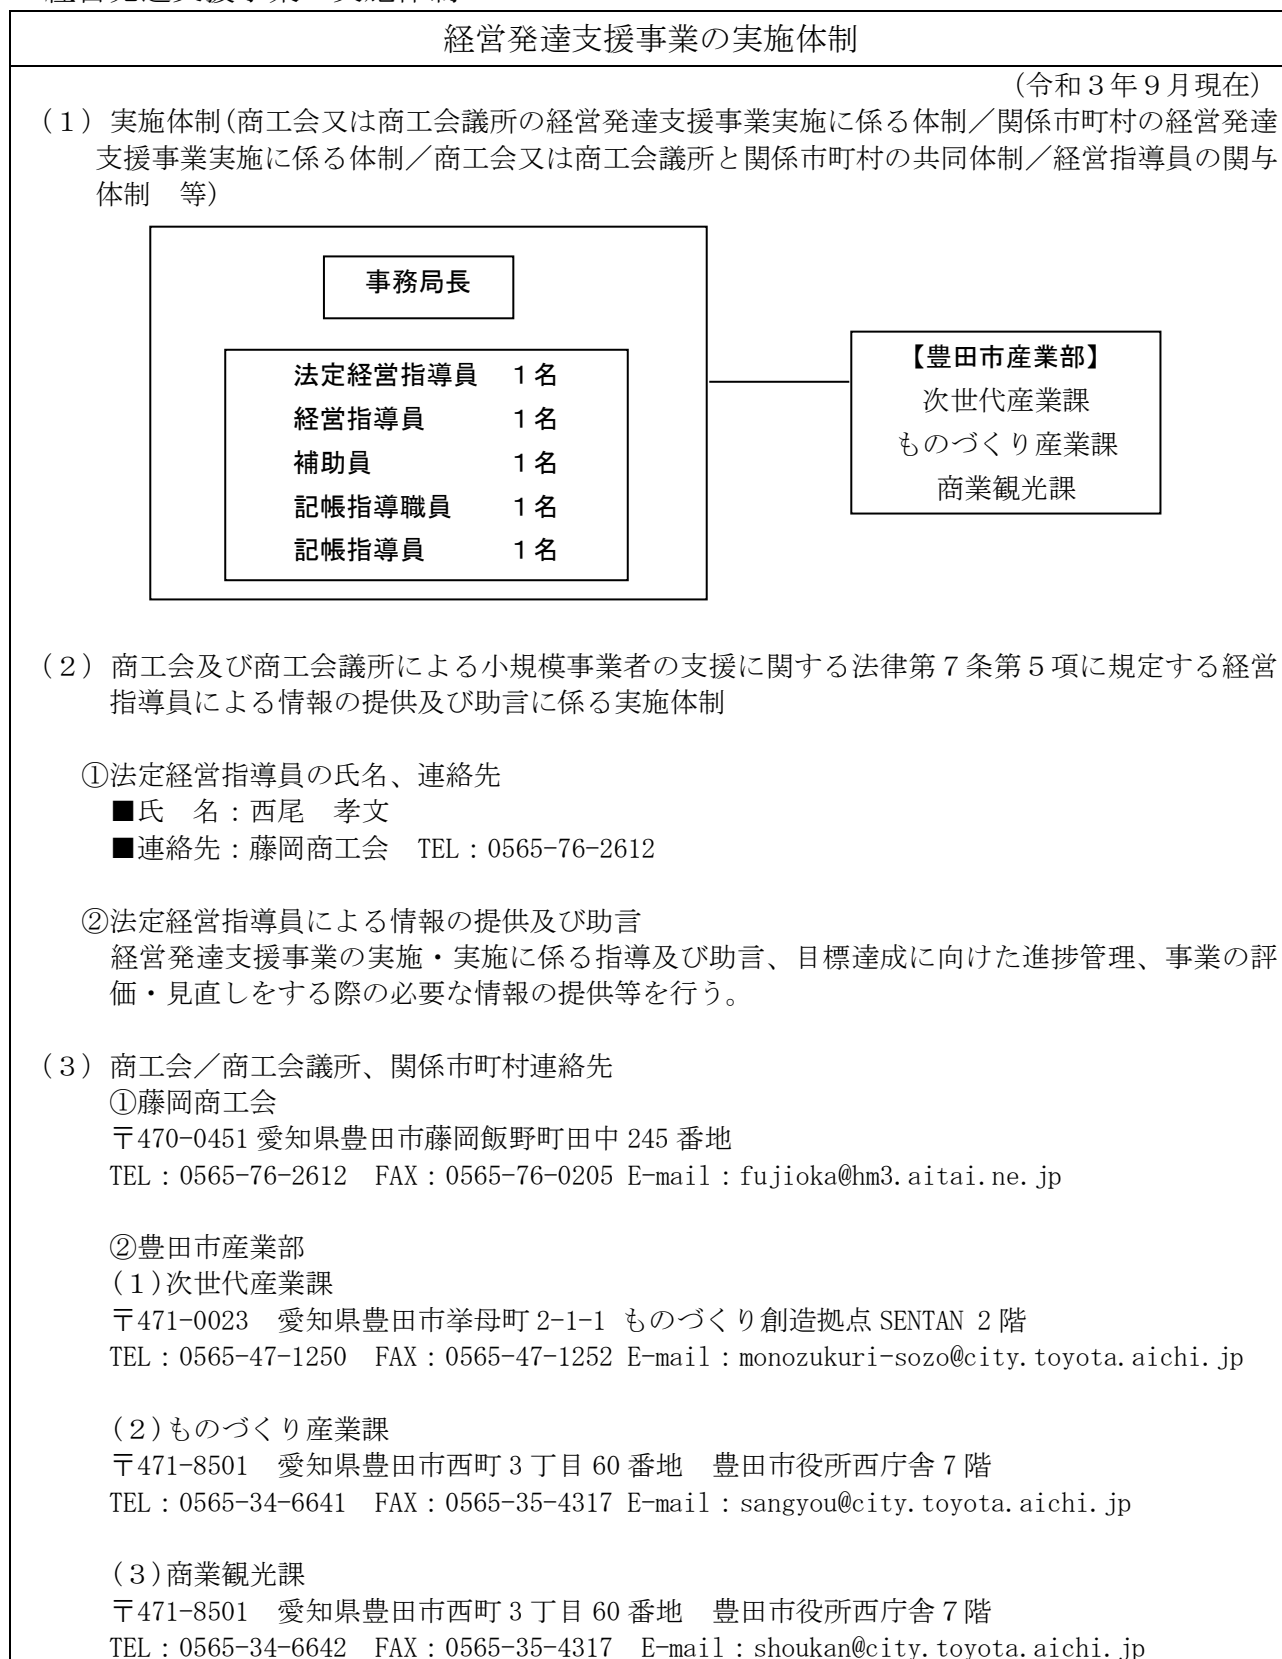 経営発達支援事業の実施体制
(令和３年９月現在)
(１) 実施体制(商工会又は商工会議所の経営発達支援事業実施に係る体制／関係市町村の経営発達
支援事業実施に係る体制／商工会又は商工会議所と関係市町村の共同体制／経営指導員の関与
体制　等)
事務局長
法定経営指導員　１名
経営指導員　１名
補助員　１名
記帳指導職員　１名
記帳指導員　１名
【豊田市産業部】
次世代産業課
ものづくり産業課
商業観光課
(２) 商工会及び商工会議所による小規模事業者の支援に関する法律第７条第５項に規定する経営
指導員による情報の提供及び助言に係る実施体制
①法定経営指導員の氏名、連絡先
■氏　名：西尾　孝文
■連絡先：藤岡商工会　TEL：0565-76-2612
②法定経営指導員による情報の提供及び助言
経営発達支援事業の実施・実施に係る指導及び助言、目標達成に向けた進捗管理、事業の評
価・見直しをする際の必要な情報の提供等を行う。
(３) 商工会／商工会議所、関係市町村連絡先
①藤岡商工会
〒470-0451 愛知県豊田市藤岡飯野町田中 245 番地
TEL：0565-76-2612　FAX：0565-76-0205 E-mail：fujioka@hm3.aitai.ne.jp
②豊田市産業部
(１)次世代産業課
〒471-0023　愛知県豊田市挙母町 2-1-1 ものづくり創造拠点 SENTAN 2 階
TEL：0565-47-1250　FAX：0565-47-1252 E-mail：monozukuri-sozo@city.toyota.aichi.jp
(２)ものづくり産業課
〒471-8501　愛知県豊田市西町 3 丁目 60 番地　豊田市役所西庁舎 7 階
TEL：0565-34-6641　FAX：0565-35-4317 E-mail：sangyou@city.toyota.aichi.jp
(３)商業観光課
〒471-8501　愛知県豊田市西町 3 丁目 60 番地　豊田市役所西庁舎 7 階
TEL：0565-34-6642　FAX：0565-35-4317　E-mail：shoukan@city.toyota.aichi.jp